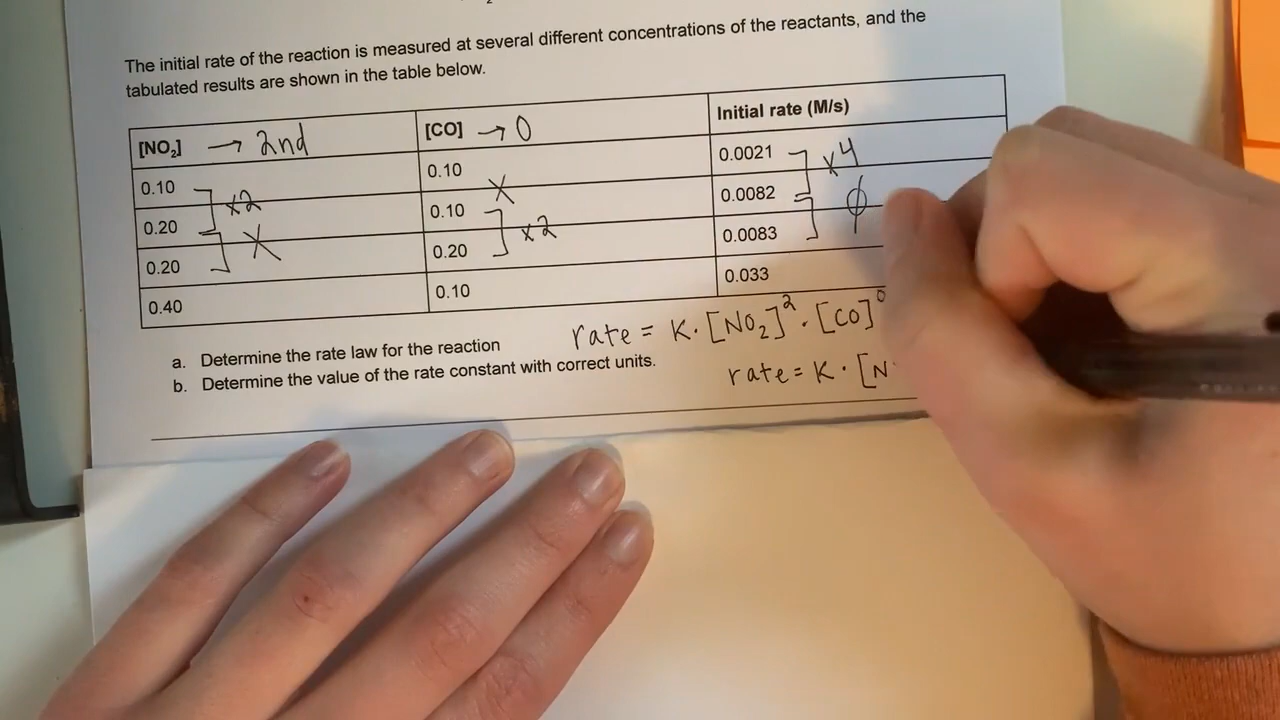 The initial rate of the reaction is measured at several different concentrations of the reactants, and the
tabulated results are shown in the table below.
[NO₂] → 2nd [CO] → 0 Initial rate (M/s)
0.10 0.10 0.0021
×2 X ×4
0.20 0.10 0.0082
X ×2 ϕ
0.20 0.20 0.0083
0.40 0.10 0.033
rate = K · [NO₂]² · [CO]⁰
a. Determine the rate law for the reaction
b. Determine the value of the rate constant with correct units.
rate = K · [N